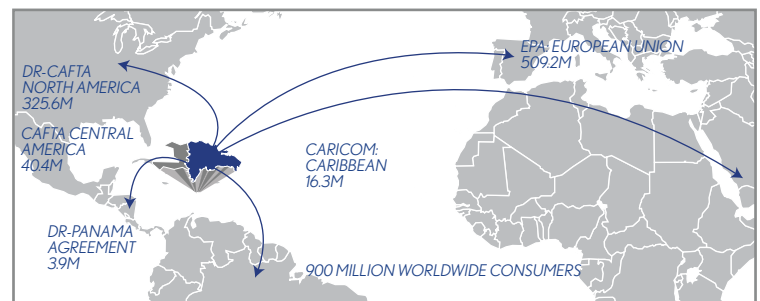 DR-CAFTA
NORTH AMERICA
325.6M
CAFTA CENTRAL
AMERICA
40.4M
DR-PANAMA
AGREEMENT
3.9M
CARICOM:
CARIBBEAN
16.3M
EPA: EUROPEAN UNION
509.2M
900 MILLION WORLDWIDE CONSUMERS